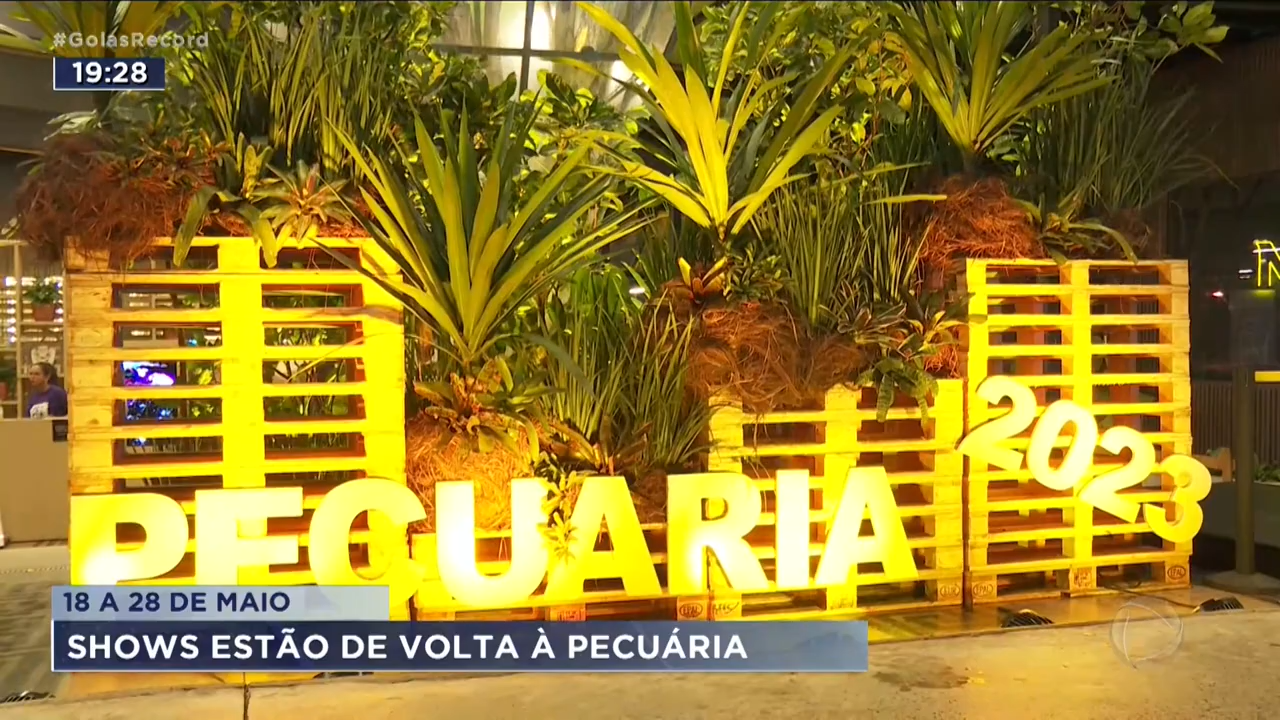 #GoiásRecord
19:28
PECUARIA 2023
18 A 28 DE MAIO
SHOWS ESTÃO DE VOLTA À PECUÁRIA